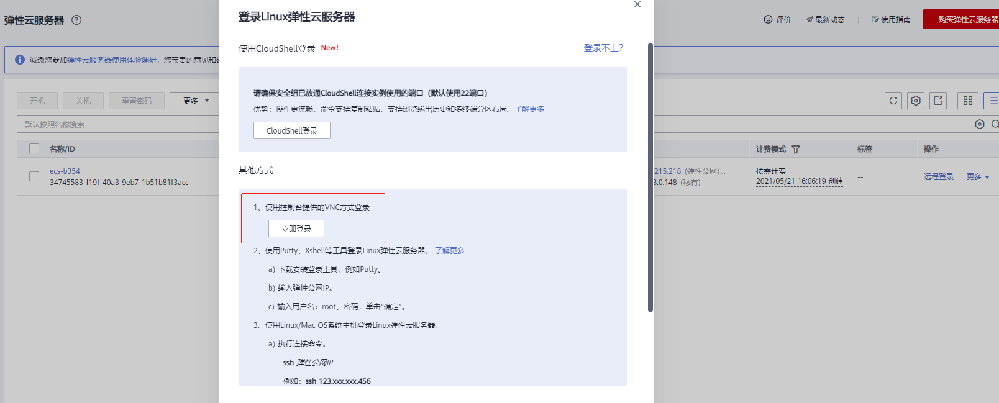 弹性云服务器
评价
最新动态
使用指南
购买弹性云服务器
诚邀您参加弹性云服务器使用体验调研，您宝贵的意见和
开机
关机
重置密码
更多
默认按照名称搜索
名称/ID
计费模式
标签
操作
ecs-b354
34745583-f19f-40a3-9eb7-1b51b81f3acc
.215.218 (弹性公网)...
8.0.148 (私有)
按需计费
2021/05/21 16:06:19 创建
--
远程登录
更多
登录Linux弹性云服务器
使用CloudShell登录 New!
登录不上?
请确保安全组已放通CloudShell连接实例使用的端口（默认使用22端口）
优势：操作更流畅，命令支持复制粘贴，支持浏览输出历史和多终端分区布局。了解更多
CloudShell登录
其他方式
1、使用控制台提供的VNC方式登录
立即登录
2、使用Putty、Xshell等工具登录Linux弹性云服务器， 了解更多
a) 下载安装登录工具，例如Putty。
b) 输入弹性公网IP。
c) 输入用户名：root、密码，单击“确定”。
3、使用Linux/Mac OS系统主机登录Linux弹性云服务器。
a) 执行连接命令。
ssh 弹性公网IP
例如：ssh 123.xxx.xxx.456